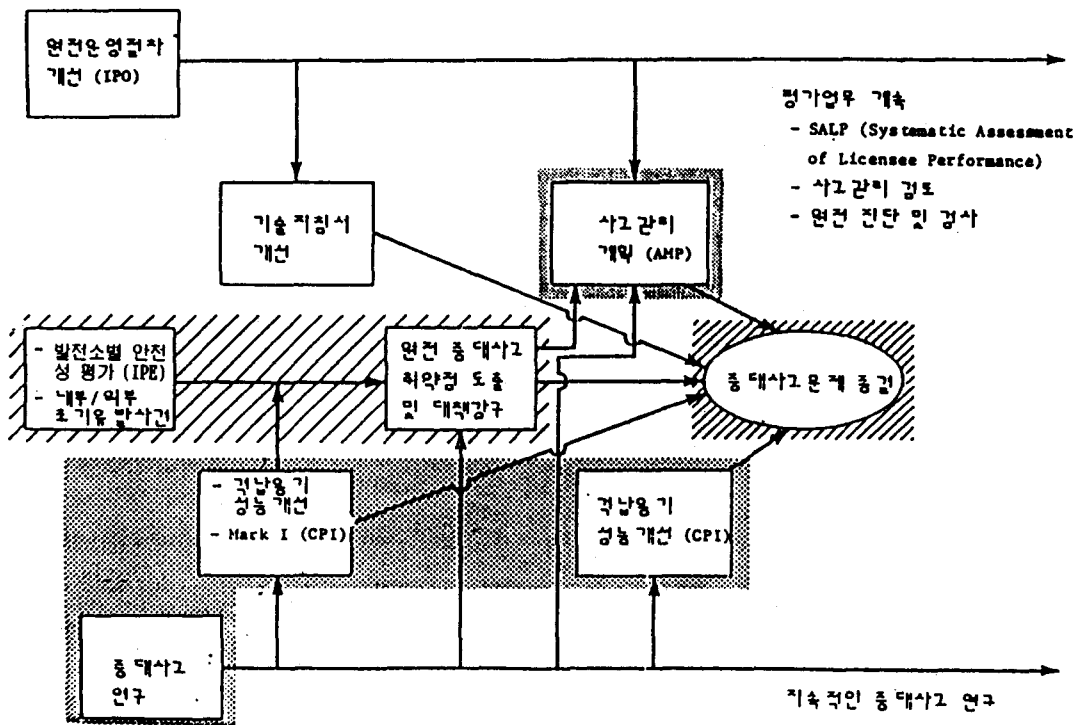 원전운영절차
개선 (IPO)
평가업무 계속
- SALP (Systematic Assessment
of Licensee Performance)
- 사고관리 검토
- 원전 진단 및 검사
기술지침서
개선
사고관리
계획 (AMP)
- 발전소별 안전
성 평가 (IPE)
- 내부/외부
초기유발사건
원전 중대사고
취약점 도출
및 대책강구
중대사고문제 종결
- 격납용기
성능개선
- Mark I (CPI)
격납용기
성능개선 (CPI)
중대사고
연구
지속적인 중대사고 연구